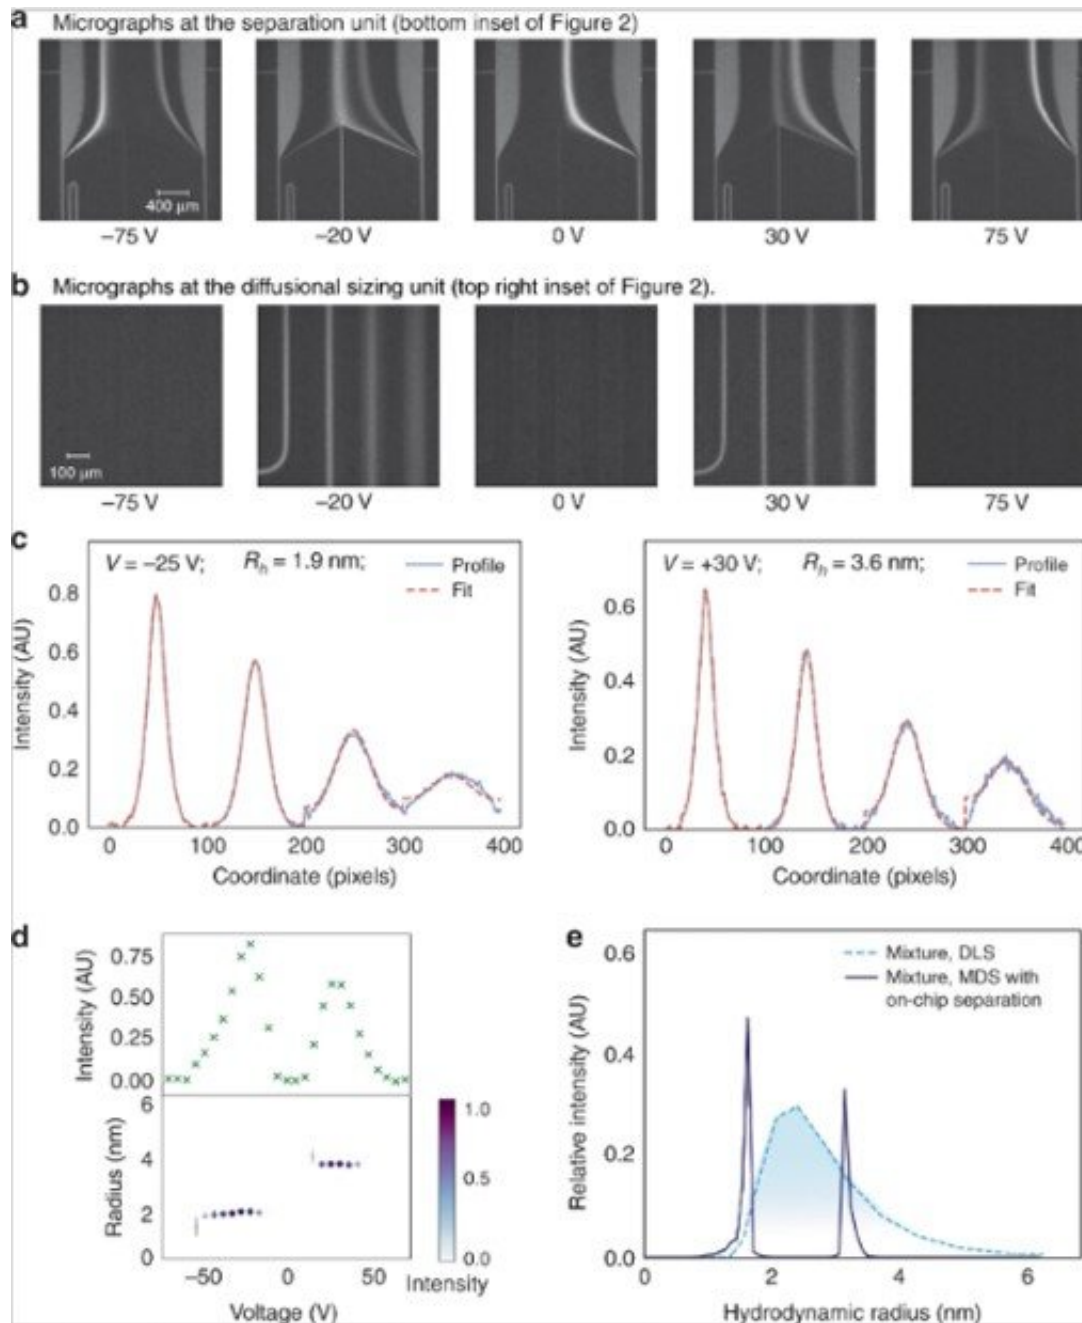 a Micrographs at the separation unit (bottom inset of Figure 2)
400 μm
–75 V –20 V 0 V 30 V 75 V
b Micrographs at the diffusional sizing unit (top right inset of Figure 2).
100 μm
–75 V –20 V 0 V 30 V 75 V
c
V = –25 V; Rh = 1.9 nm;
Profile
Fit
Intensity (AU)
0.8
0.6
0.4
0.2
0.0
0 100 200 300 400
Coordinate (pixels)
V = +30 V; Rh = 3.6 nm;
Profile
Fit
Intensity (AU)
0.6
0.4
0.2
0.0
0 100 200 300 400
Coordinate (pixels)
d
Intensity (AU)
0.75
0.50
0.25
0.00
Radius (nm)
6
4
2
0
–50 0 50
Voltage (V)
1.0
0.5
0.0
Intensity
e
Mixture, DLS
Mixture, MDS with
on-chip separation
Relative intensity (AU)
0.6
0.4
0.2
0.0
0 2 4 6
Hydrodynamic radius (nm)